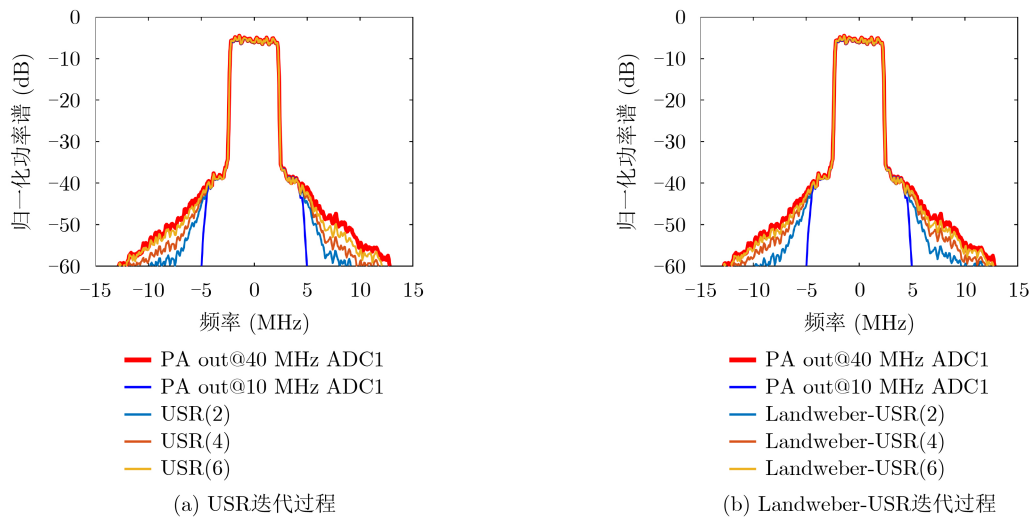 0
−10
−20
−30
−40
−50
−60
归一化功率谱 (dB)
−15
−10
−5
0
5
10
15
频率 (MHz)
PA out@40 MHz ADC1
PA out@10 MHz ADC1
USR(2)
USR(4)
USR(6)
(a) USR迭代过程
0
−10
−20
−30
−40
−50
−60
归一化功率谱 (dB)
−15
−10
−5
0
5
10
15
频率 (MHz)
PA out@40 MHz ADC1
PA out@10 MHz ADC1
Landweber-USR(2)
Landweber-USR(4)
Landweber-USR(6)
(b) Landweber-USR迭代过程